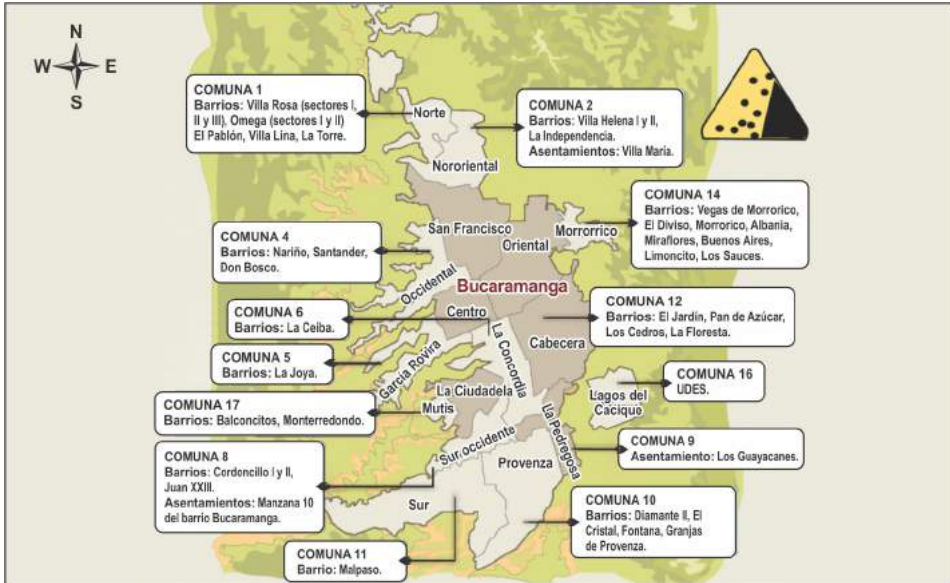 N
W E
S
COMUNA 1
Barrios: Villa Rosa (sectores I,
II y III), Omega (sectores I y II)
El Pablón, Villa Lina, La Torre.
Norte
COMUNA 2
Barrios: Villa Helena I y II,
La Independencia.
Asentamientos: Villa María.
Nororiental
COMUNA 14
Barrios: Vegas de Morrorico,
El Diviso, Morrorico, Albania,
Miraflores, Buenos Aires,
Limoncito, Los Sauces.
San Francisco
Oriental
Morrorrico
COMUNA 4
Barrios: Nariño, Santander,
Don Bosco.
Occidental
Bucaramanga
COMUNA 6
Barrios: La Ceiba.
Centro
La Concordia
Cabecera
COMUNA 12
Barrios: El Jardín, Pan de Azúcar,
Los Cedros, La Floresta.
COMUNA 5
Barrios: La Joya.
García Rovira
La Ciudadela
COMUNA 16
UDES.
Lagos del
Cacique
COMUNA 17
Barrios: Balconcitos, Monterredondo.
Mutis
La Pedregosa
Sur occidente
Provenza
COMUNA 9
Asentamiento: Los Guayacanes.
COMUNA 8
Barrios: Cordoncillo I y II,
Juan XXIII.
Asentamientos: Manzana 10
del barrio Bucaramanga.
Sur
COMUNA 10
Barrios: Diamante II, El
Cristal, Fontana, Granjas
de Provenza.
COMUNA 11
Barrio: Malpaso.